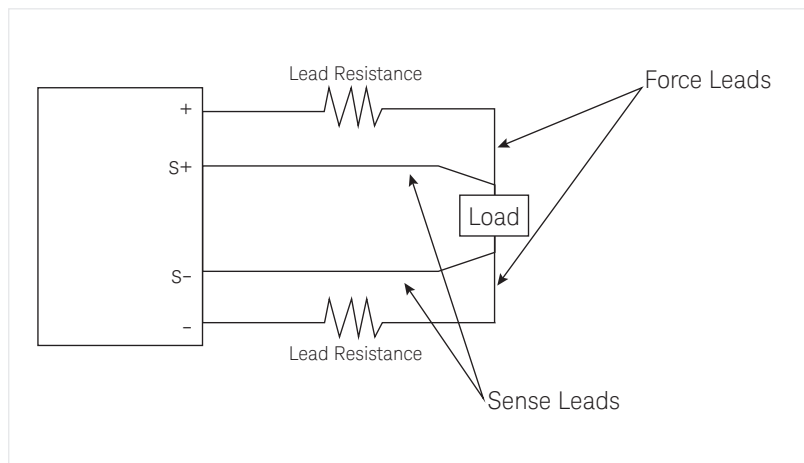 Lead Resistance
Force Leads
+
S+
Load
S-
-
Lead Resistance
Sense Leads